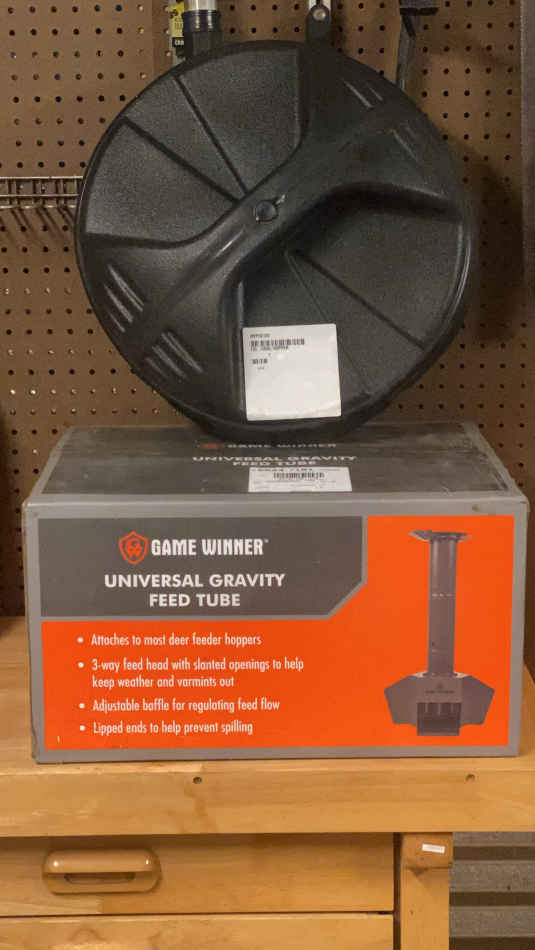 GAME WINNER
UNIVERSAL GRAVITY
FEED TUBE
GAME WINNER
UNIVERSAL GRAVITY
FEED TUBE
• Attaches to most deer feeder hoppers
• 3-way feed head with slanted openings to help
keep weather and varmints out
• Adjustable baffle for regulating feed flow
• Lipped ends to help prevent spilling
GAME WINNER